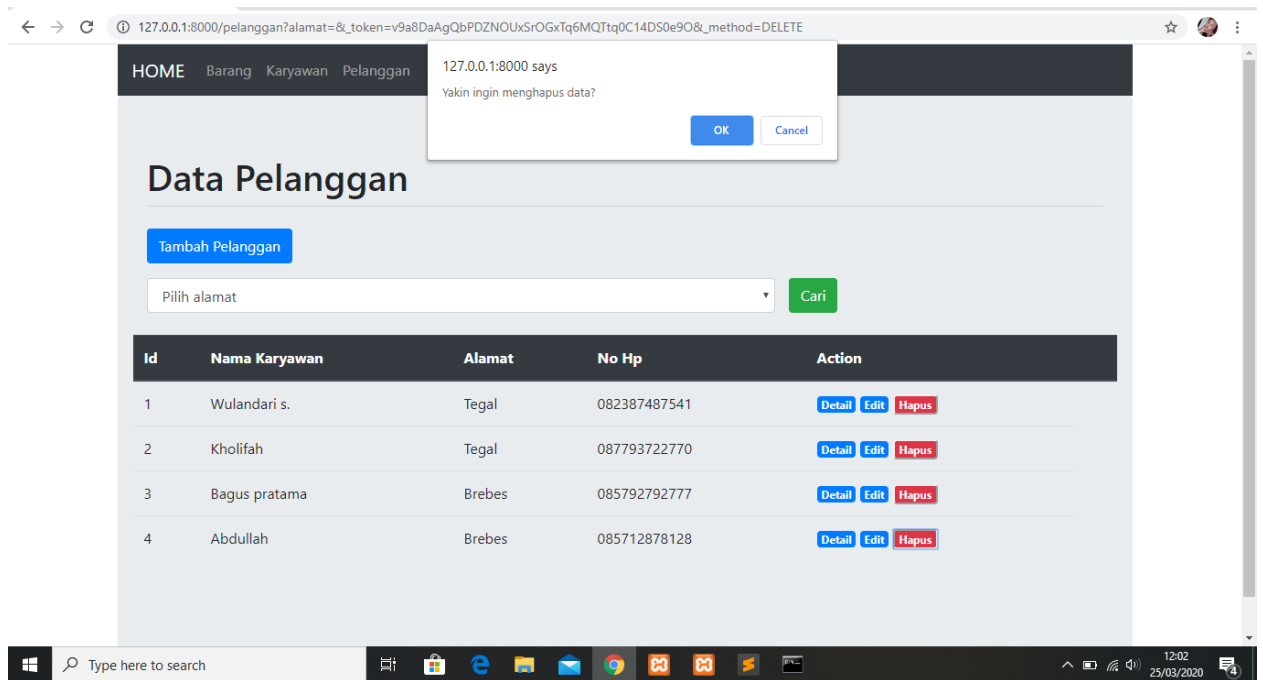 127.0.0.1:8000/pelanggan?alamat=&_token=v9a8DaAgQbPDZNOUxSrOGxTq6MQTtq0C14DS0e9O&_method=DELETE
127.0.0.1:8000 says
Yakin ingin menghapus data?
OK Cancel
HOME Barang Karyawan Pelanggan
Data Pelanggan
Tambah Pelanggan
Pilih alamat Cari
Id Nama Karyawan Alamat No Hp Action
1 Wulandari s. Tegal 082387487541 Detail Edit Hapus
2 Kholifah Tegal 087793722770 Detail Edit Hapus
3 Bagus pratama Brebes 085792792777 Detail Edit Hapus
4 Abdullah Brebes 085712878128 Detail Edit Hapus
Type here to search 12:02
25/03/2020 4